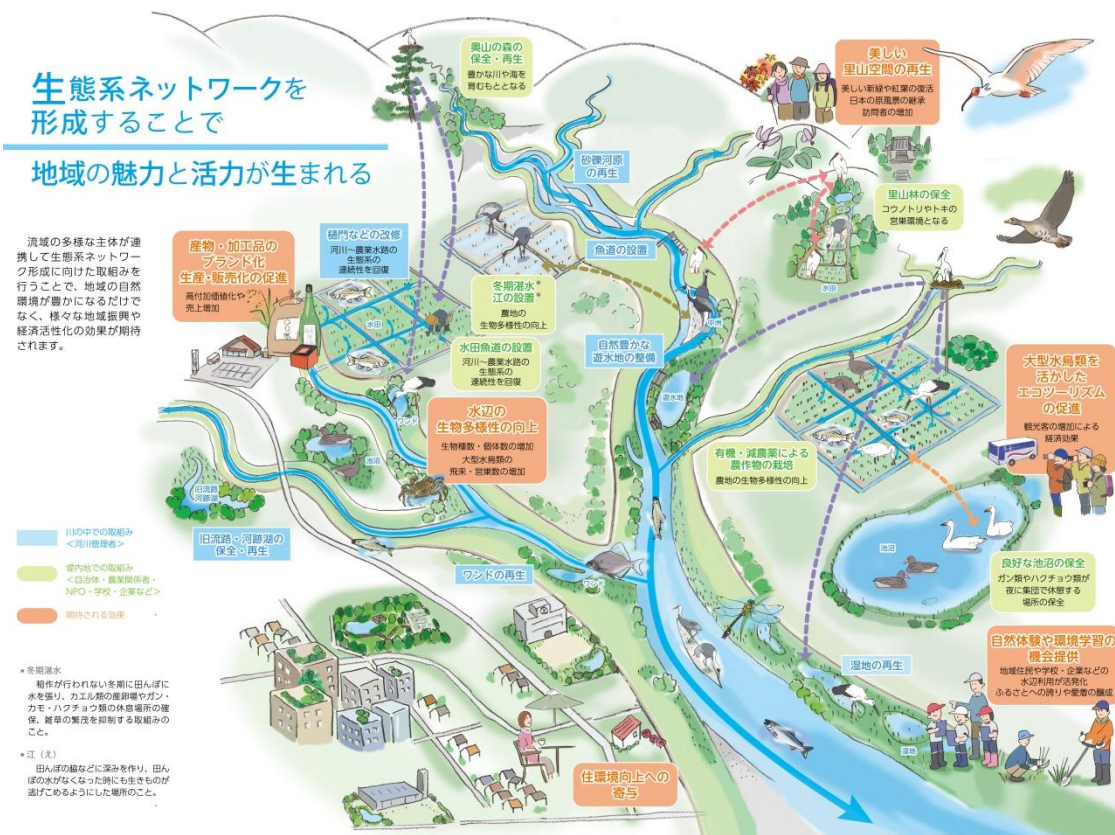 生態系ネットワークを
形成することで
地域の魅力と活力が生まれる
流域の多様な主体が連
携して生態系ネットワー
ク形成に向けた取組みを
行うことで、地域の自然
環境が豊かになるだけで
なく、様々な地域振興や
経済活性化の効果が期待
されます。
奥山の森の
保全・再生
豊かな川や海を
育むもととなる
美しい
里山空間の再生
美しい新緑や紅葉の復活
日本の原風景の継承
訪問者の増加
砂礫河原
の再生
里山林の保全
コウノトリやトキの
営巣環境となる
産物・加工品の
ブランド化
生産・販売化の促進
高付加価値化や
売上増加
樋門などの改修
河川～農業水路の
生態系の
連続性を回復
魚道の設置
水田
冬期湛水*
江の設置*
農地の
生物多様性の向上
中洲
水田
水田魚道の設置
河川～農業水路の
生態系の
連続性を回復
自然豊かな
遊水地の整備
遊水地
大型水鳥類を
活かした
エコツーリズム
の促進
観光客の増加による
経済効果
ワンド
水辺の
生物多様性の向上
生物種数・個体数の増加
大型水鳥類の
飛来・営巣数の増加
池沼
有機・減農薬による
農作物の栽培
農地の生物多様性の向上
旧流路
河跡湖
旧流路・河跡湖の
保全・再生
池沼
良好な池沼の保全
ガン類やハクチョウ類が
夜に集団で休憩する
場所の保全
ワンドの再生
ワンド
川の中での取組み
<河川管理者>
堤内地での取組み
<自治体・農業関係者・
NPO・学校・企業など>
期待される効果
湿地の再生
湿地
自然体験や環境学習の
機会提供
地域住民や学校・企業などの
水辺利用が活発化
ふるさとへの誇りや愛着の醸成
住環境向上への
寄与
*冬期湛水
稲作が行われない冬期に田んぼに
水を張り、カエル類の産卵場やガン・
カモ・ハクチョウ類の休息場所の確
保、雑草の繁茂を抑制する取組みの
こと。
*江（え）
田んぼの脇などに深みを作り、田ん
ぼの水がなくなった時にも生きものが
逃げこめるようにした場所のこと。